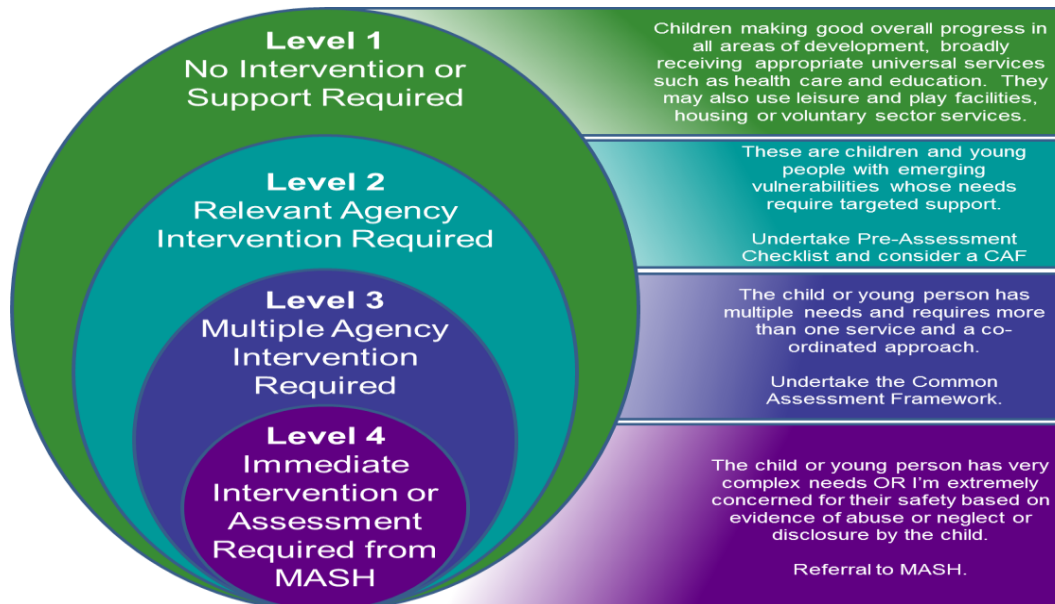 Level 1
No Intervention or
Support Required
Children making good overall progress in
all areas of development, broadly
receiving appropriate universal services
such as health care and education.  They
may also use leisure and play facilities,
housing or voluntary sector services.
Level 2
Relevant Agency
Intervention Required
These are children and young
people with emerging
vulnerabilities whose needs
require targeted support.
Undertake Pre-Assessment
Checklist and consider a CAF
Level 3
Multiple Agency
Intervention
Required
The child or young person has
multiple needs and requires more
than one service and a co-
ordinated approach.
Undertake the Common
Assessment Framework.
Level 4
Immediate
Intervention or
Assessment
Required from
MASH
The child or young person has very
complex needs OR I'm extremely
concerned for their safety based on
evidence of abuse or neglect or
disclosure by the child.
Referral to MASH.